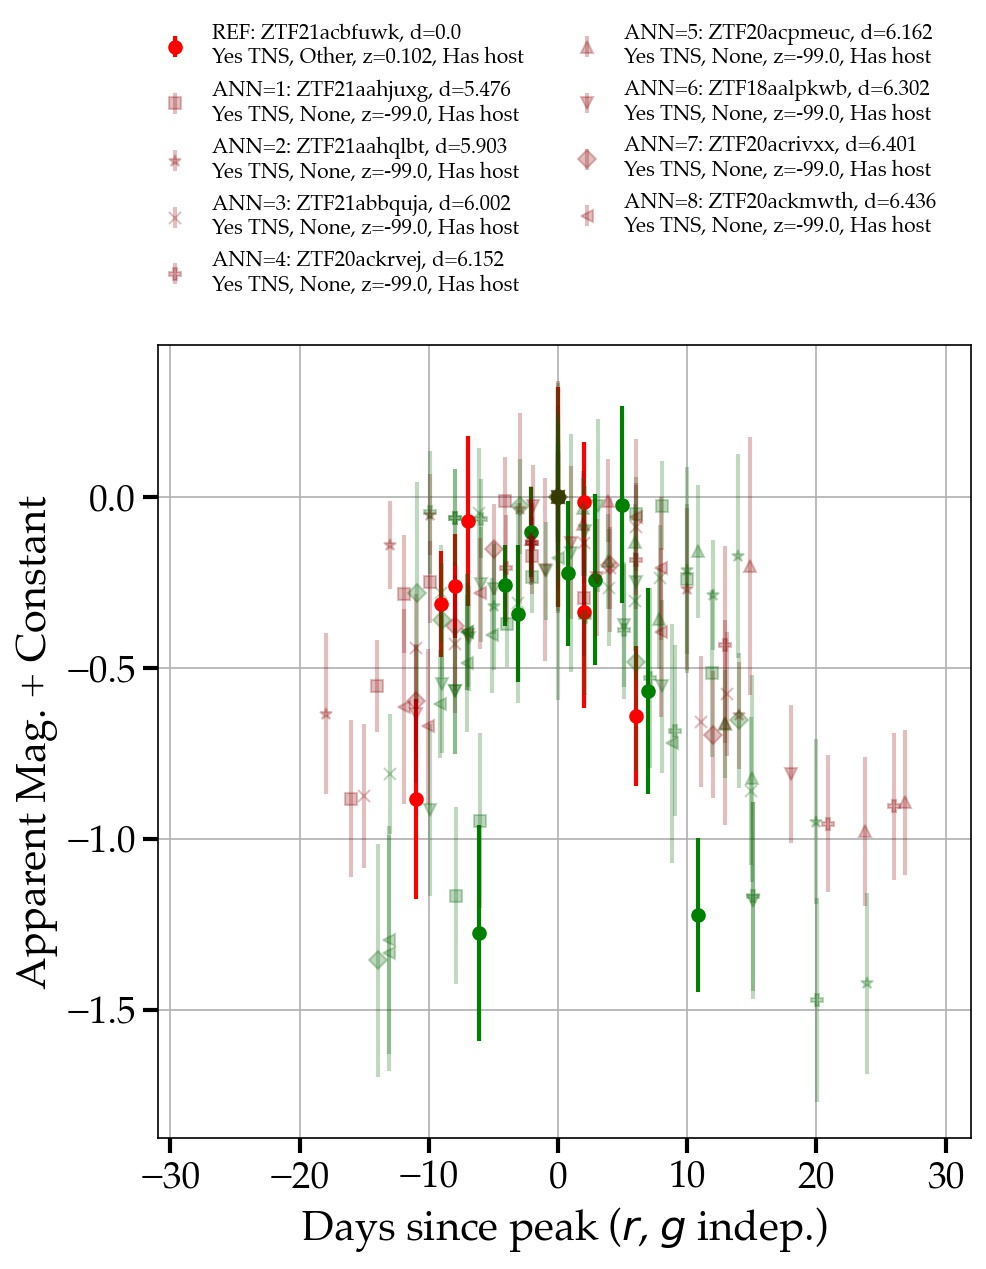 REF: ZTF21acbfuwk, d=0.0
Yes TNS, Other, z=0.102, Has host
ANN=1: ZTF21aahjuxg, d=5.476
Yes TNS, None, z=-99.0, Has host
ANN=2: ZTF21aahqlbt, d=5.903
Yes TNS, None, z=-99.0, Has host
ANN=3: ZTF21abbquja, d=6.002
Yes TNS, None, z=-99.0, Has host
ANN=4: ZTF20ackrvej, d=6.152
Yes TNS, None, z=-99.0, Has host
ANN=5: ZTF20acpmeuc, d=6.162
Yes TNS, None, z=-99.0, Has host
ANN=6: ZTF18aalpkwb, d=6.302
Yes TNS, None, z=-99.0, Has host
ANN=7: ZTF20acrivxx, d=6.401
Yes TNS, None, z=-99.0, Has host
ANN=8: ZTF20ackmwth, d=6.436
Yes TNS, None, z=-99.0, Has host
Apparent Mag. + Constant
0.0
−0.5
−1.0
−1.5
−30 −20 −10 0 10 20 30
Days since peak (r, g indep.)